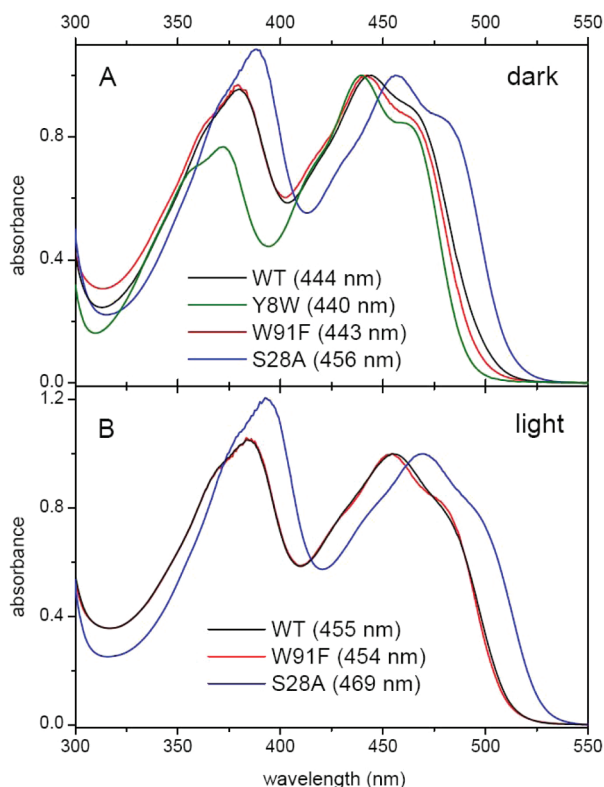 300 350 400 450 500 550
A
dark
0.8
absorbance
0.4
WT (444 nm)
Y8W (440 nm)
W91F (443 nm)
S28A (456 nm)
0.0
1.2
B
light
0.8
absorbance
0.4
WT (455 nm)
W91F (454 nm)
S28A (469 nm)
0.0
300 350 400 450 500 550
wavelength (nm)